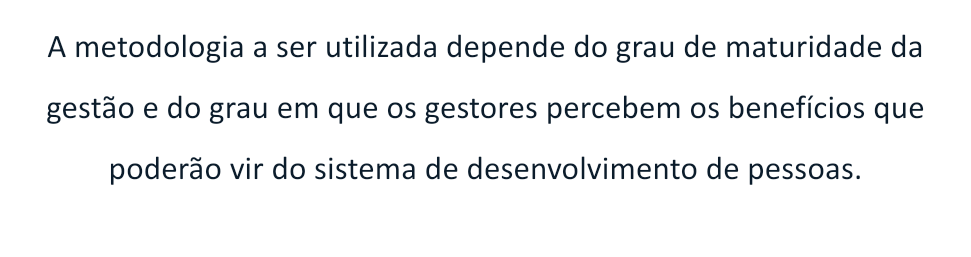 A metodologia a ser utilizada depende do grau de maturidade da
gestão e do grau em que os gestores percebem os benefícios que
poderão vir do sistema de desenvolvimento de pessoas.